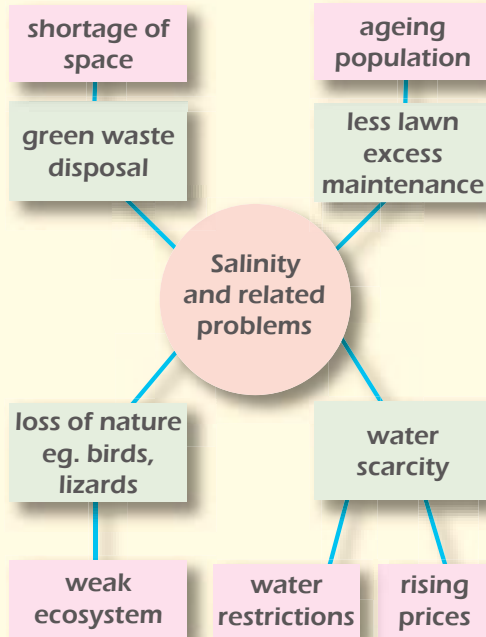 shortage of
space
ageing
population
green waste
disposal
less lawn
excess
maintenance
Salinity
and related
problems
loss of nature
eg. birds,
lizards
water
scarcity
weak
ecosystem
water
restrictions
rising
prices